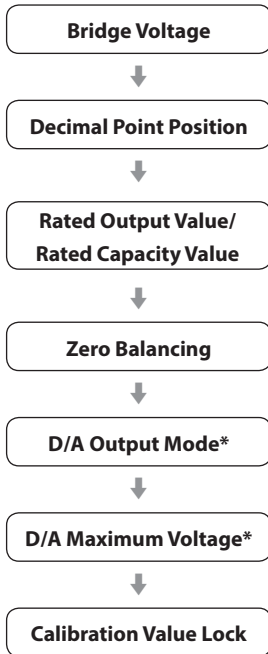 Bridge Voltage
Decimal Point Position
Rated Output Value/
Rated Capacity Value
Zero Balancing
D/A Output Mode*
D/A Maximum Voltage*
Calibration Value Lock